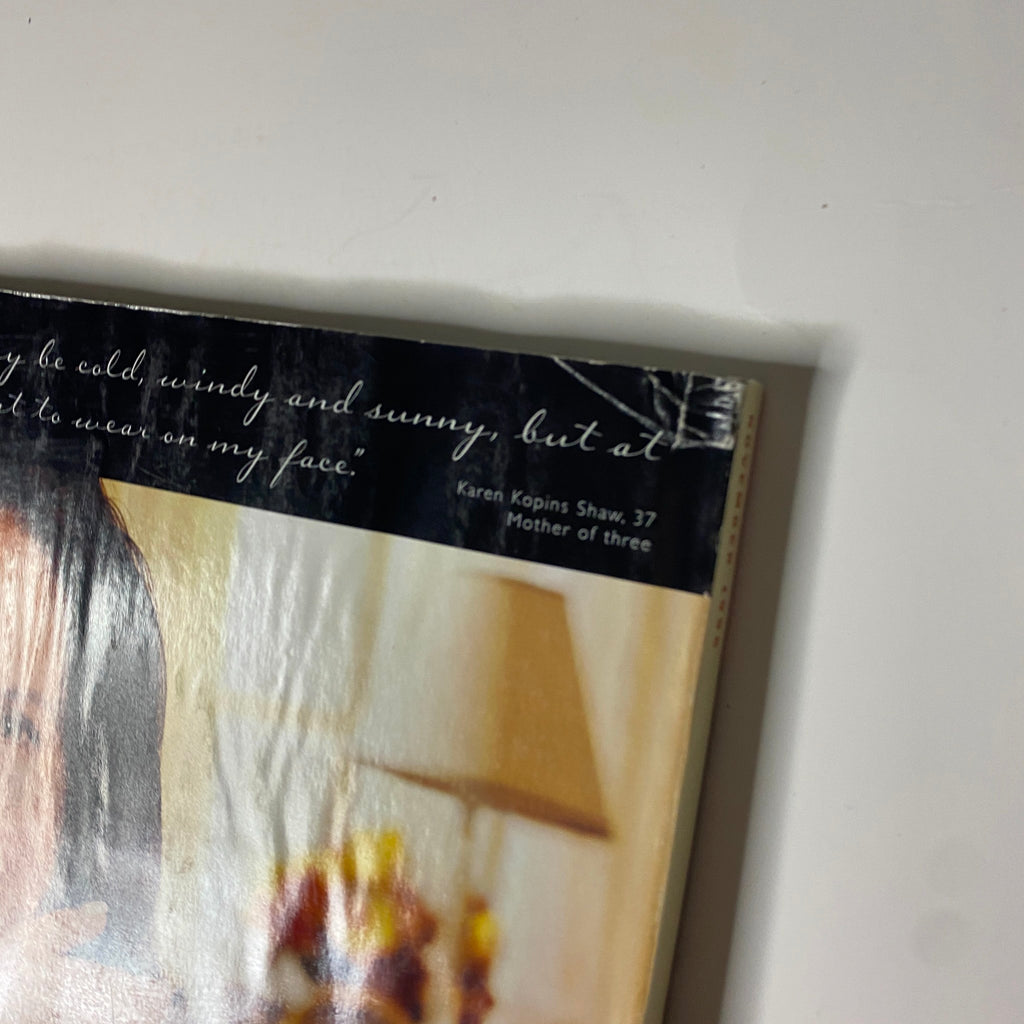 y be cold, windy and sunny, but at
t to wear on my face."
Karen Kopins Shaw, 37
Mother of three